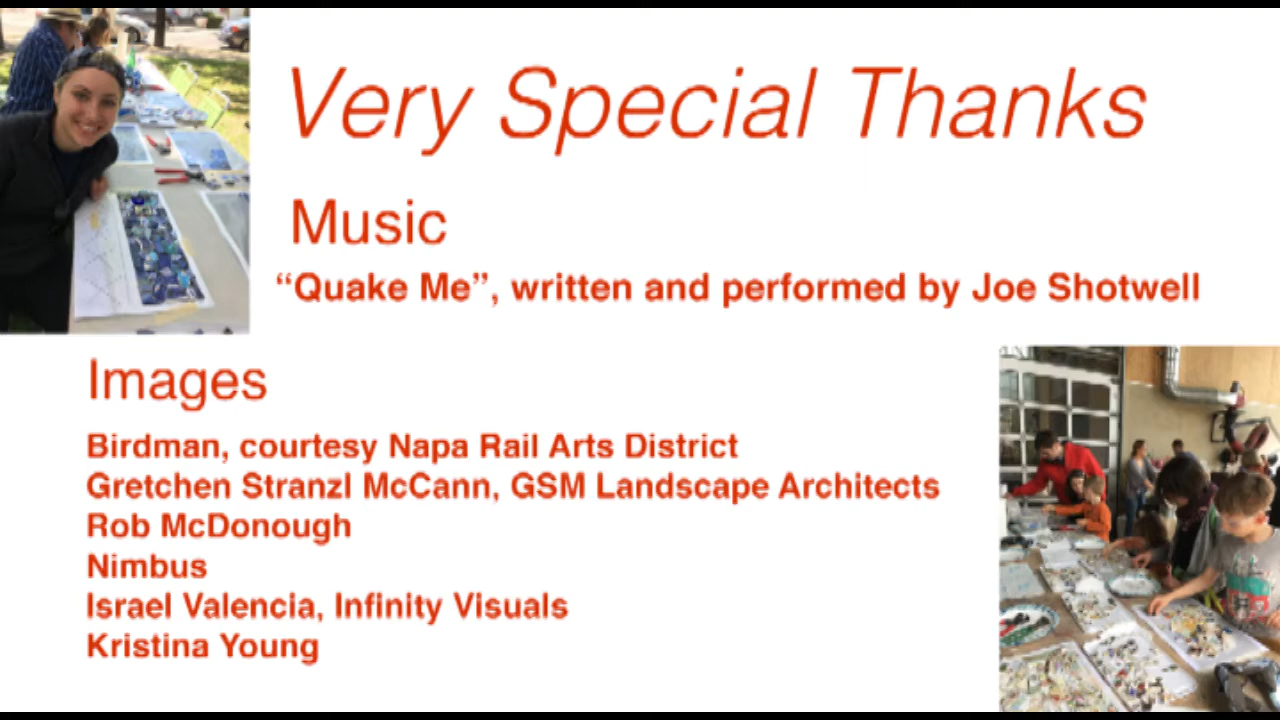 Very Special Thanks
Music
“Quake Me”, written and performed by Joe Shotwell
Images
Birdman, courtesy Napa Rail Arts District
Gretchen Stranzl McCann, GSM Landscape Architects
Rob McDonough
Nimbus
Israel Valencia, Infinity Visuals
Kristina Young